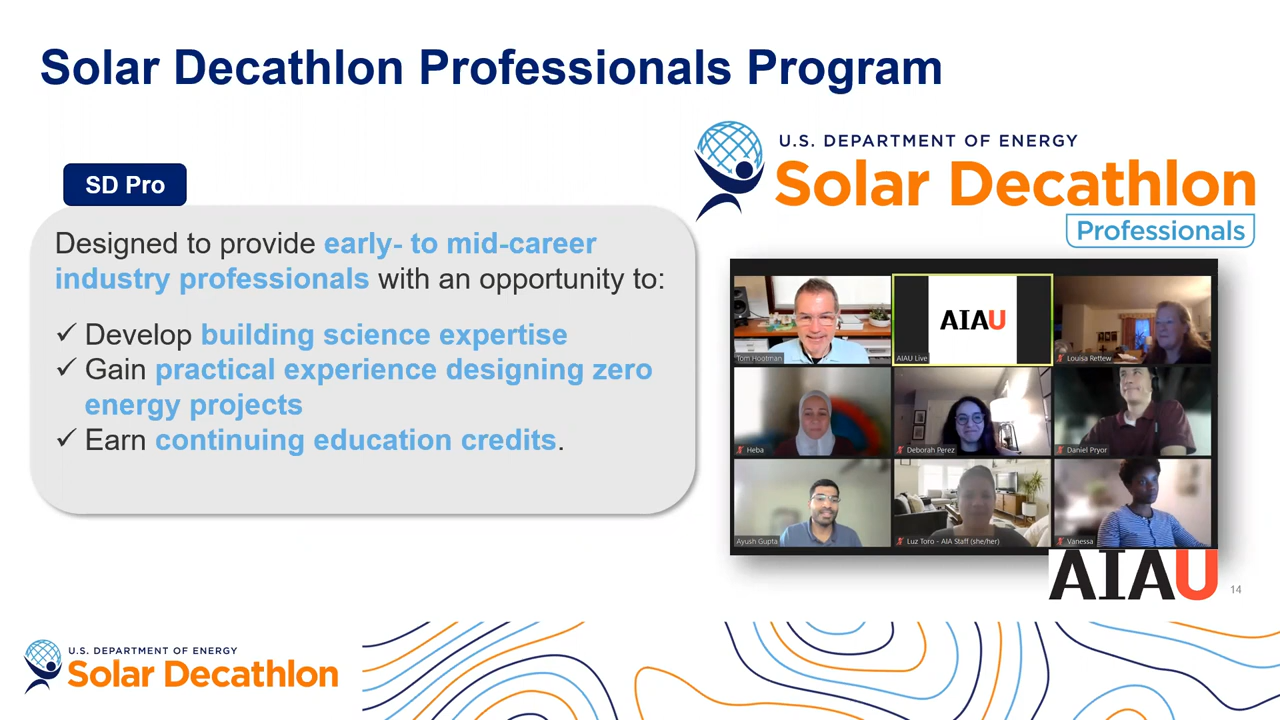 Solar Decathlon Professionals Program
U.S. DEPARTMENT OF ENERGY
Solar Decathlon
Professionals
SD Pro
Designed to provide early- to mid-career
industry professionals with an opportunity to:
✓ Develop building science expertise
✓ Gain practical experience designing zero
energy projects
✓ Earn continuing education credits.
Tom Hootman
AIAU
AIAU Live
Louisa Rettew
Heba
Deborah Perez
Daniel Pryor
Ayush Gupta
Luz Toro - AIA Staff (she/her)
Vanessa
AIAU
14
U.S. DEPARTMENT OF ENERGY
Solar Decathlon